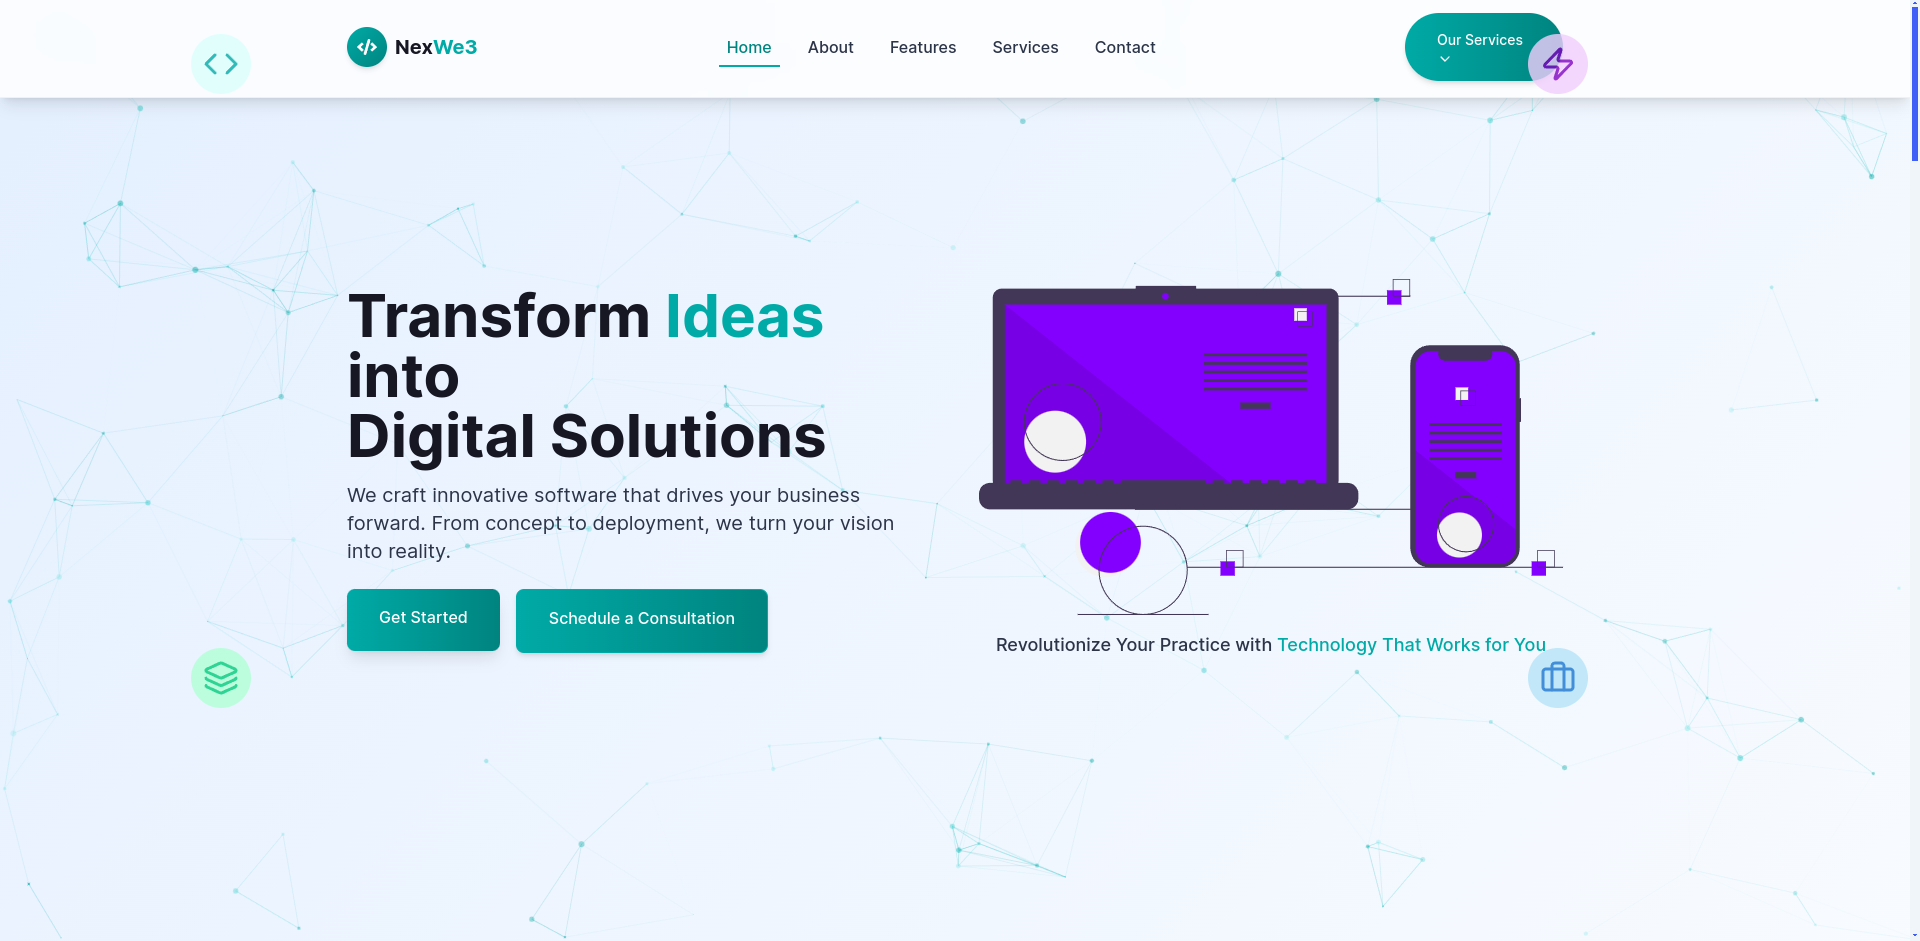 NexWe3
Home
About
Features
Services
Contact
Our Services
Transform Ideas
into
Digital Solutions
We craft innovative software that drives your business
forward. From concept to deployment, we turn your vision
into reality.
Get Started
Schedule a Consultation
Revolutionize Your Practice with Technology That Works for You